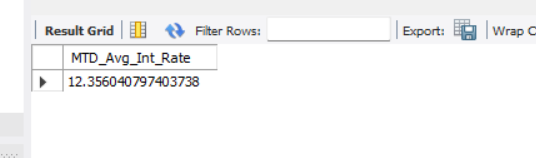 Result Grid Filter Rows: Export: Wrap C
MTD_Avg_Int_Rate
12.356040797403738